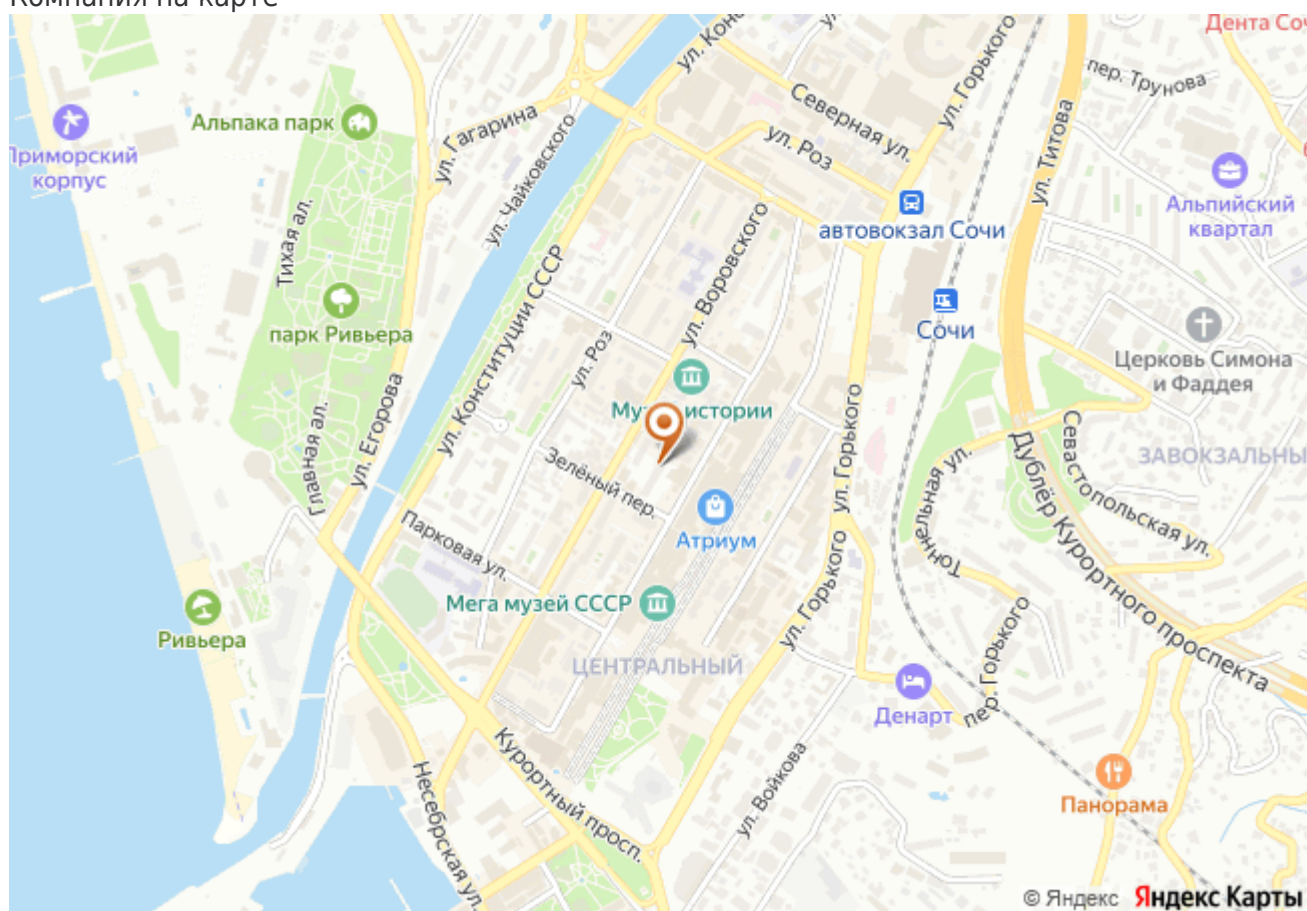 Компания на карте
Дента Соч
ул. Горького
пер. Трунова
Северная ул.
ул. Роз
ул. Гагарина
Альпака парк
Приморский
корпус
ул. Чайковского
ул. Титова
Альпийский
квартал
автовокзал Сочи
Тихая ал.
ул. Воровского
ул. Конституции СССР
парк Ривьера
Сочи
Церковь Симона
и Фаддея
ул. Роз
истории
Главная ал.
ул. Егорова
ул. Горького
Зелёный пер.
Севастопольская ул.
ЗАВОКЗАЛЬНЫ
Тоннельная ул.
Дублёр Курортного проспекта
Атриум
Парковая ул.
Мега музей СССР
Ривьера
ул. Горького
пер. Горького
ЦЕНТРАЛЬНЫЙ
Денарт
Курортный просп.
Несебрская ул.
ул. Войкова
Панорама
© Яндекс Яндекс Карты